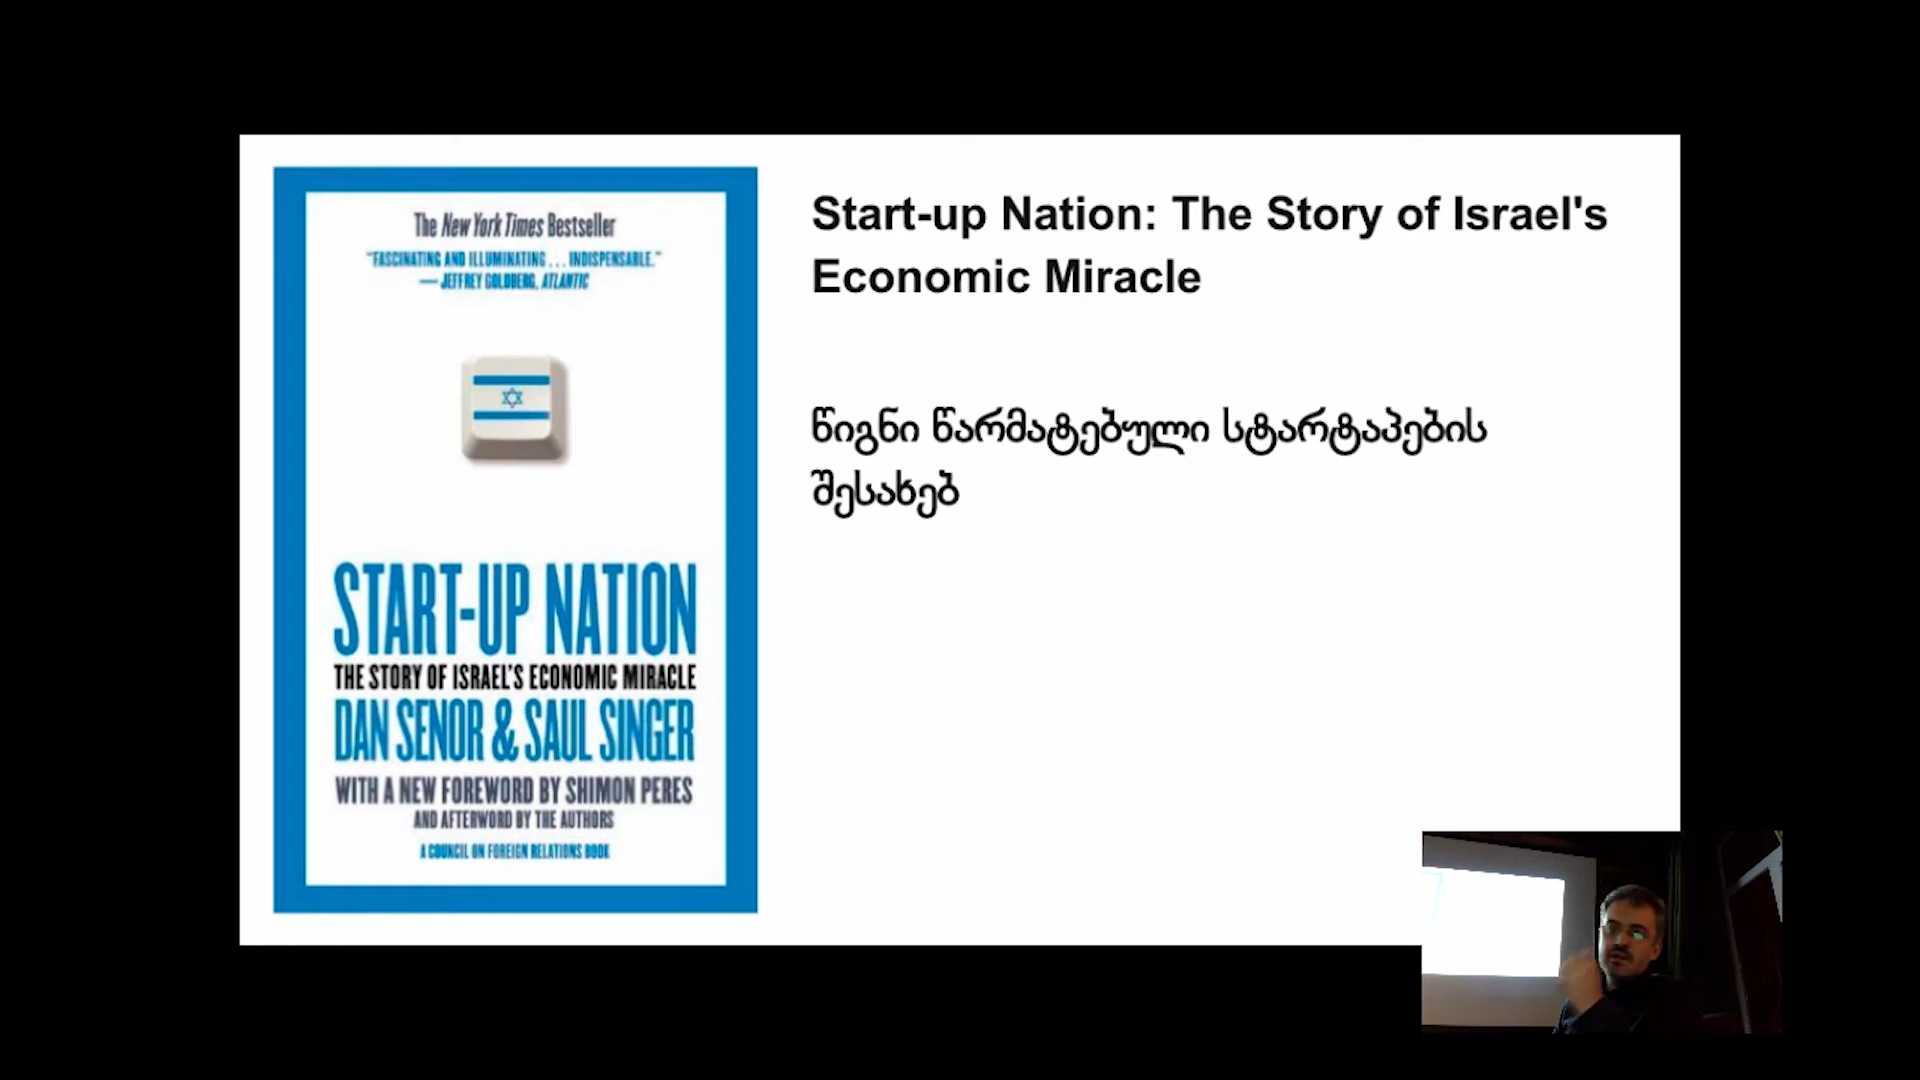 The New York Times Bestseller
"FASCINATING AND ILLUMINATING . . . INDISPENSABLE."
— JEFFREY GOLDBERG, ATLANTIC
START-UP NATION
THE STORY OF ISRAEL'S ECONOMIC MIRACLE
DAN SENOR & SAUL SINGER
WITH A NEW FOREWORD BY SHIMON PERES
AND AFTERWORD BY THE AUTHORS
A COUNCIL ON FOREIGN RELATIONS BOOK
Start-up Nation: The Story of Israel's
Economic Miracle
წიგნი წარმატებული სტარტაპების
შესახებ